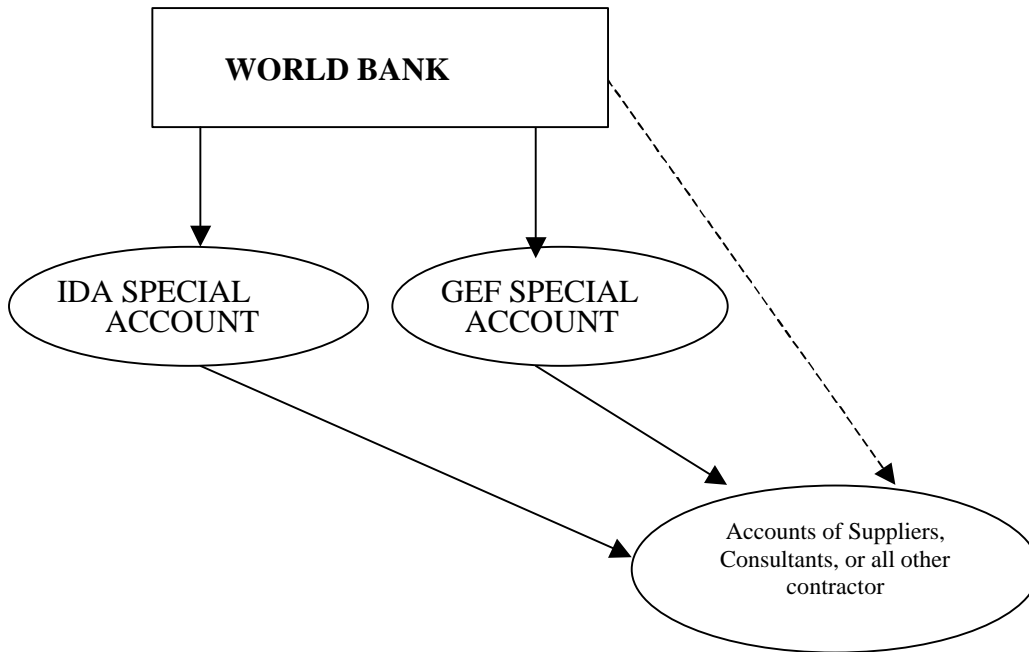 WORLD BANK
IDA SPECIAL
ACCOUNT
GEF SPECIAL
ACCOUNT
Accounts of Suppliers,
Consultants, or all other
contractor